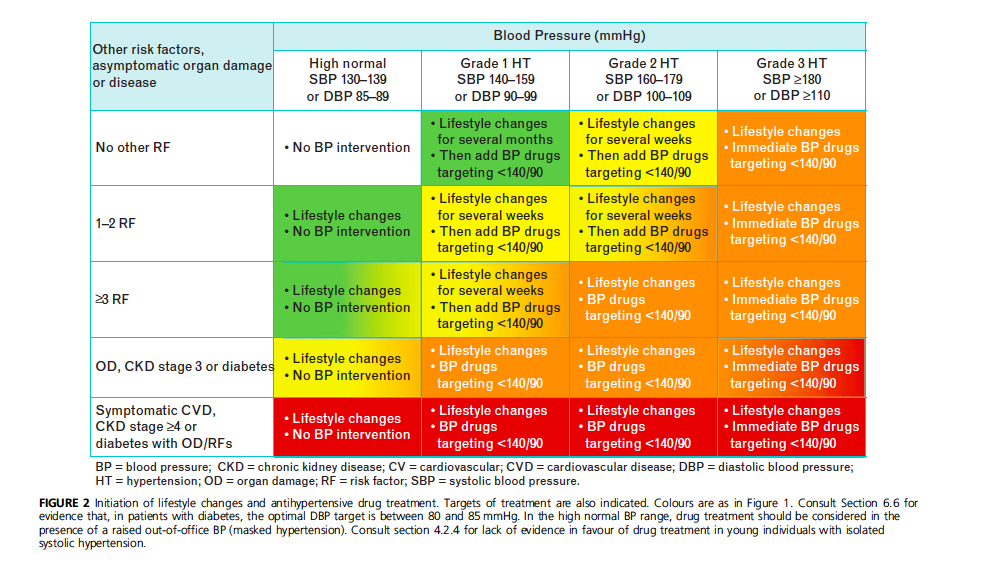 Other risk factors,
asymptomatic organ damage
or disease
Blood Pressure (mmHg)
High normal
SBP 130–139
or DBP 85–89
Grade 1 HT
SBP 140–159
or DBP 90–99
Grade 2 HT
SBP 160–179
or DBP 100–109
Grade 3 HT
SBP ≥180
or DBP ≥110
No other RF
• No BP intervention
• Lifestyle changes
for several months
• Then add BP drugs
targeting <140/90
• Lifestyle changes
for several weeks
• Then add BP drugs
targeting <140/90
• Lifestyle changes
• Immediate BP drugs
targeting <140/90
1–2 RF
• Lifestyle changes
• No BP intervention
• Lifestyle changes
for several weeks
• Then add BP drugs
targeting <140/90
• Lifestyle changes
for several weeks
• Then add BP drugs
targeting <140/90
• Lifestyle changes
• Immediate BP drugs
targeting <140/90
≥3 RF
• Lifestyle changes
• No BP intervention
• Lifestyle changes
for several weeks
• Then add BP drugs
targeting <140/90
• Lifestyle changes
• BP drugs
targeting <140/90
• Lifestyle changes
• Immediate BP drugs
targeting <140/90
OD, CKD stage 3 or diabetes
• Lifestyle changes
• No BP intervention
• Lifestyle changes
• BP drugs
targeting <140/90
• Lifestyle changes
• BP drugs
targeting <140/90
• Lifestyle changes
• Immediate BP drugs
targeting <140/90
Symptomatic CVD,
CKD stage ≥4 or
diabetes with OD/RFs
• Lifestyle changes
• No BP intervention
• Lifestyle changes
• BP drugs
targeting <140/90
• Lifestyle changes
• BP drugs
targeting <140/90
• Lifestyle changes
• Immediate BP drugs
targeting <140/90
BP = blood pressure; CKD = chronic kidney disease; CV = cardiovascular; CVD = cardiovascular disease; DBP = diastolic blood pressure;
HT = hypertension; OD = organ damage; RF = risk factor; SBP = systolic blood pressure.
FIGURE 2 Initiation of lifestyle changes and antihypertensive drug treatment. Targets of treatment are also indicated. Colours are as in Figure 1. Consult Section 6.6 for
evidence that, in patients with diabetes, the optimal DBP target is between 80 and 85 mmHg. In the high normal BP range, drug treatment should be considered in the
presence of a raised out-of-office BP (masked hypertension). Consult section 4.2.4 for lack of evidence in favour of drug treatment in young individuals with isolated
systolic hypertension.